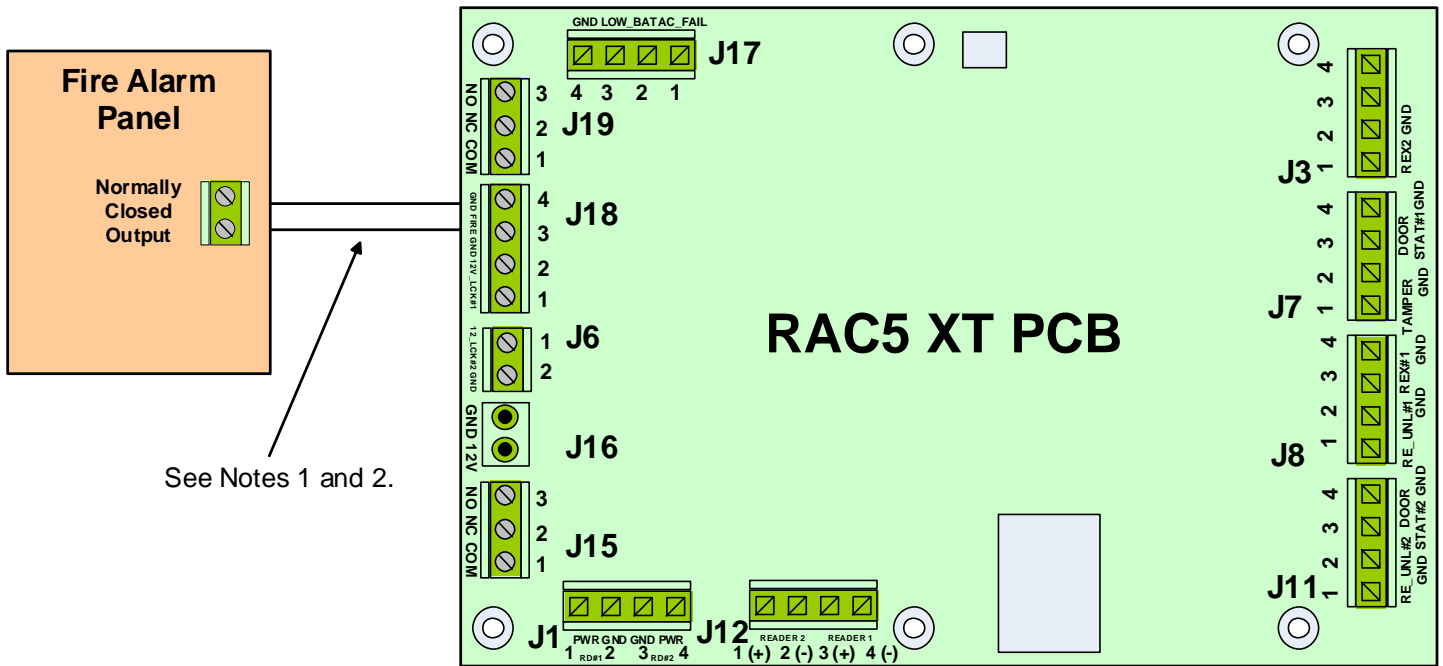 Fire Alarm
Panel
Normally
Closed
Output
See Notes 1 and 2.
GND LOW_BAT AC_FAIL
J17
4 3 2 1
NO NC COM
3
2
1
J19
GND FIRE GND 12V_LCK#1
4
3
2
1
J18
12_LCK#2 GND
1
2
J6
GND 12V
J16
NO NC COM
3
2
1
J15
RAC5 XT PCB
J1
PWR GND GND PWR
1 RD#1 2 3 RD#2 4
J12
READER 2 READER 1
1 (+) 2 (-) 3 (+) 4 (-)
4
3
2
1
J3
REX2 GND
4
3
2
1
J7
DOOR
STAT#1 GND
TAMPER
GND
4
3
2
1
J8
REX#1
GND
RE_UNL#1
GND
4
3
2
1
J11
DOOR
STAT#2 GND
RE_UNL#2
GND